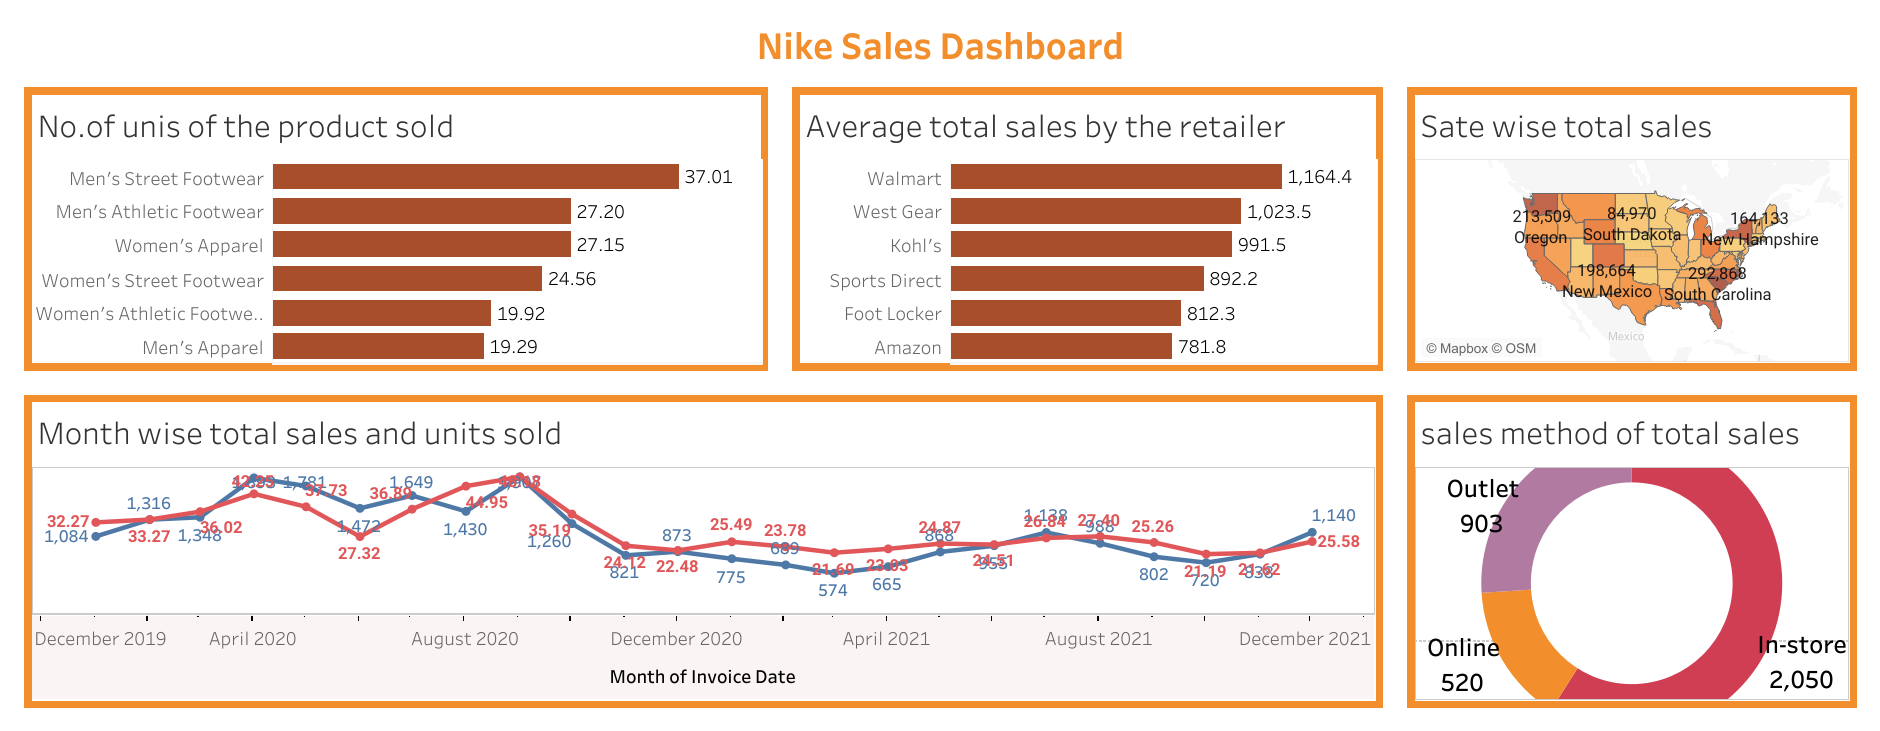 Nike Sales Dashboard
No.of unis of the product sold
Men's Street Footwear 37.01
Men's Athletic Footwear 27.20
Women's Apparel 27.15
Women's Street Footwear 24.56
Women's Athletic Footwe.. 19.92
Men's Apparel 19.29
Average total sales by the retailer
Walmart 1,164.4
West Gear 1,023.5
Kohl's 991.5
Sports Direct 892.2
Foot Locker 812.3
Amazon 781.8
Sate wise total sales
213,509
Oregon
84,970
South Dakota
164,133
New Hampshire
198,664
New Mexico
292,868
South Carolina
Mexico
© Mapbox © OSM
Month wise total sales and units sold
32.27
1,084
1,316
33.27
1,348
36.02
1,781
37.73
1,472
27.32
36.89
1,649
44.95
1,430
35.19
1,260
24.12
821
873
22.48
25.49
775
23.78
689
21.69
574
665
24.87
868
24.51
26.84
1,138
27.40
988
25.26
802
21.19
720
21.62
838
1,140
25.58
December 2019 April 2020 August 2020 December 2020 April 2021 August 2021 December 2021
Month of Invoice Date
sales method of total sales
Outlet
903
Online
520
In-store
2,050